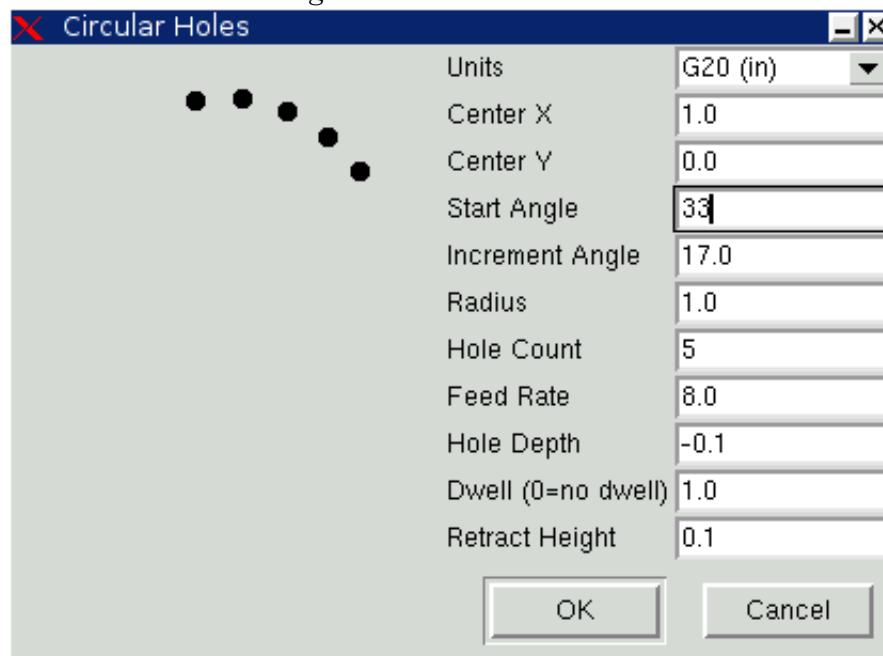 Circular Holes
Units G20 (in)
Center X 1.0
Center Y 0.0
Start Angle 33
Increment Angle 17.0
Radius 1.0
Hole Count 5
Feed Rate 8.0
Hole Depth -0.1
Dwell (0=no dwell) 1.0
Retract Height 0.1
OK Cancel